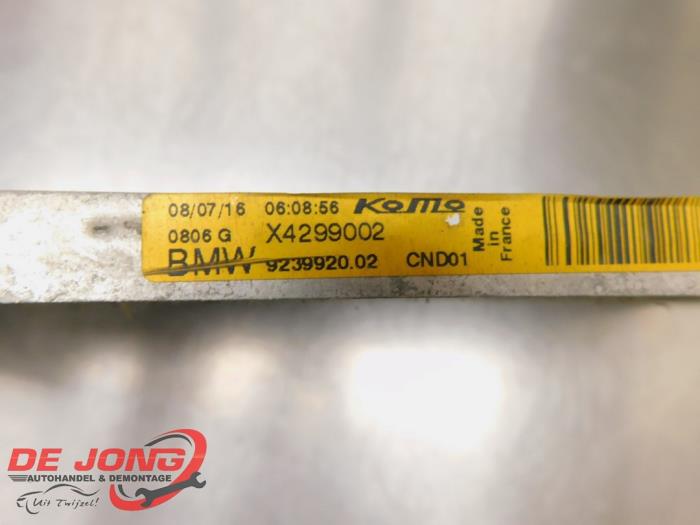 08/07/16 06:08:56 KoMo
0806 G X4299002
BMW 9239920.02 CND01
Made
in
France
DE JONG
AUTOHANDEL & DEMONTAGE
Uit Twijzel!